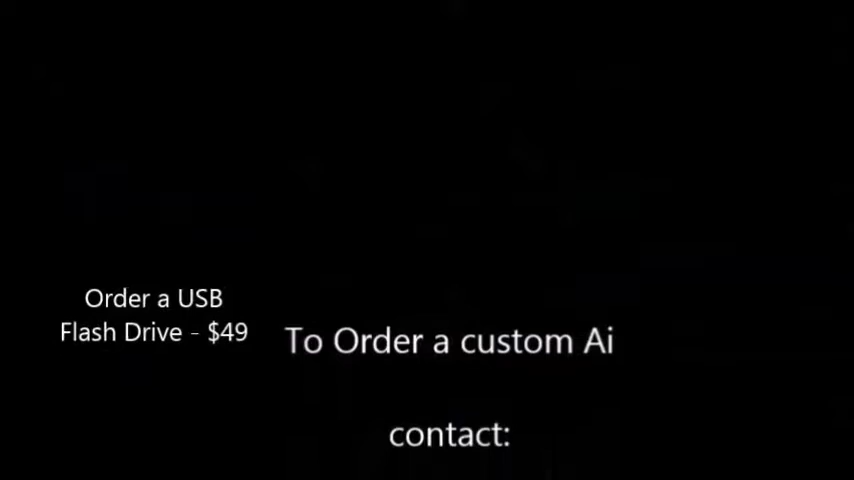 Order a USB
Flash Drive - $49
To Order a custom Ai
contact: